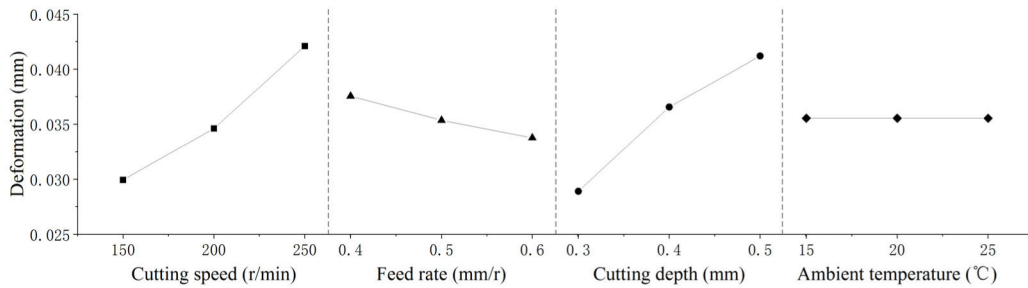 Deformation (mm)
0.045
0.040
0.035
0.030
0.025
150 200 250 0.4 0.5 0.6 0.3 0.4 0.5 15 20 25
Cutting speed (r/min) Feed rate (mm/r) Cutting depth (mm) Ambient temperature (℃)